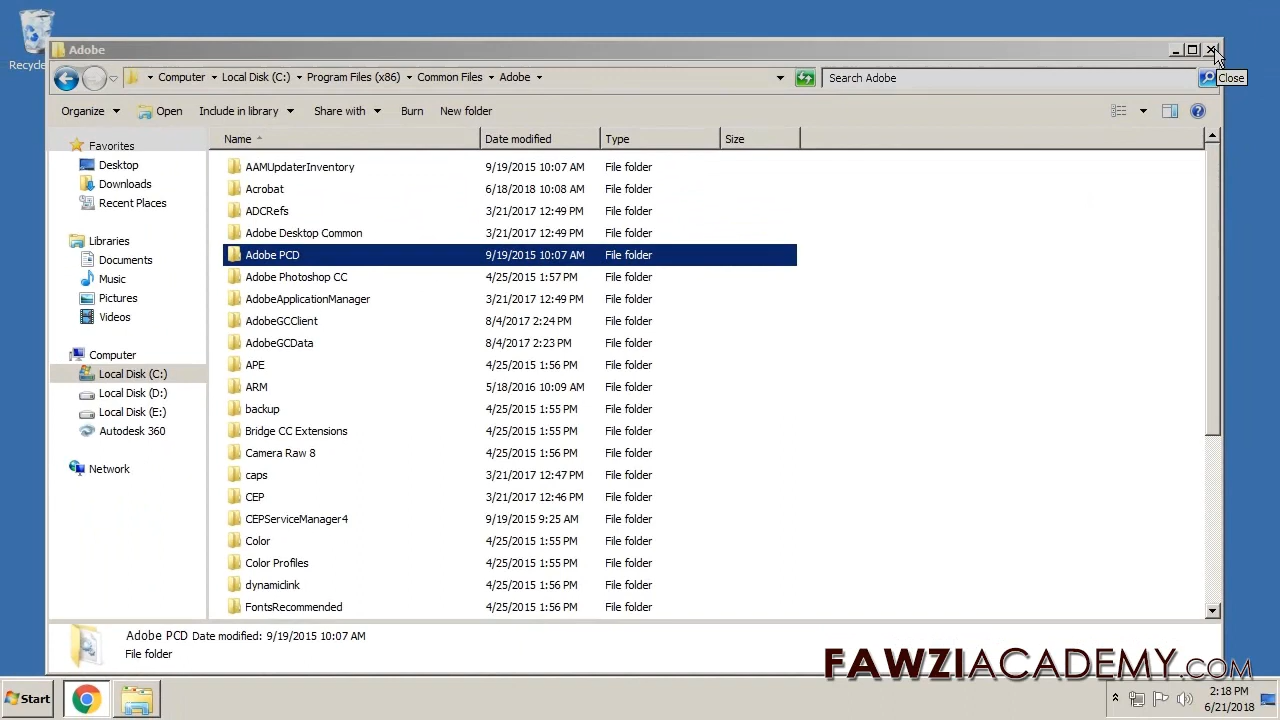 Recycle
Adobe
Computer Local Disk (C:) Program Files (x86) Common Files Adobe
Search Adobe
Close
Organize Open Include in library Share with Burn New folder
Name Date modified Type Size
Favorites
Desktop
Downloads
Recent Places
Libraries
Documents
Music
Pictures
Videos
Computer
Local Disk (C:)
Local Disk (D:)
Local Disk (E:)
Autodesk 360
Network
AAMUpdaterInventory 9/19/2015 10:07 AM File folder
Acrobat 6/18/2018 10:08 AM File folder
ADCRefs 3/21/2017 12:49 PM File folder
Adobe Desktop Common 3/21/2017 12:49 PM File folder
Adobe PCD 9/19/2015 10:07 AM File folder
Adobe Photoshop CC 4/25/2015 1:57 PM File folder
AdobeApplicationManager 3/21/2017 12:49 PM File folder
AdobeGCClient 8/4/2017 2:24 PM File folder
AdobeGCData 8/4/2017 2:23 PM File folder
APE 4/25/2015 1:56 PM File folder
ARM 5/18/2016 10:09 AM File folder
backup 4/25/2015 1:55 PM File folder
Bridge CC Extensions 4/25/2015 1:55 PM File folder
Camera Raw 8 4/25/2015 1:56 PM File folder
caps 3/21/2017 12:47 PM File folder
CEP 3/21/2017 12:46 PM File folder
CEPServiceManager4 9/19/2015 9:25 AM File folder
Color 4/25/2015 1:55 PM File folder
Color Profiles 4/25/2015 1:55 PM File folder
dynamiclink 4/25/2015 1:56 PM File folder
FontsRecommended 4/25/2015 1:56 PM File folder
Adobe PCD Date modified: 9/19/2015 10:07 AM
File folder
FAWZIACADEMY.COM
Start
2:18 PM
6/21/2018